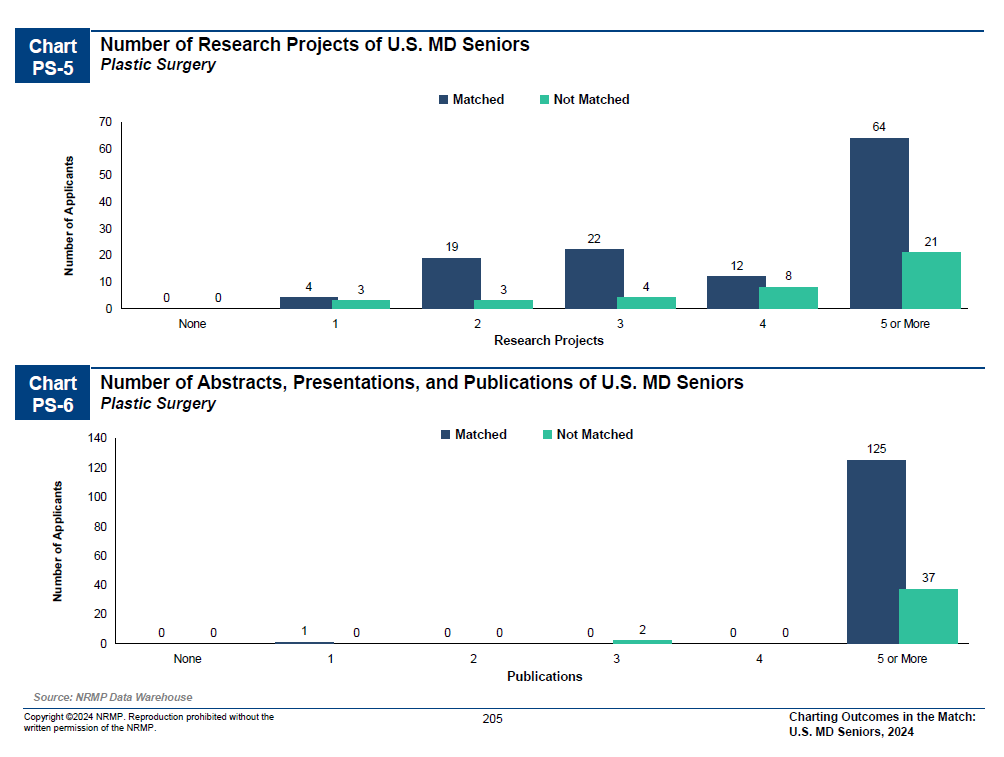 Chart
PS-5
Number of Research Projects of U.S. MD Seniors
Plastic Surgery
Matched
Not Matched
Number of Applicants
70
60
50
40
30
20
10
0
0
0
4
3
19
3
22
4
12
8
64
21
None
1
2
3
4
5 or More
Research Projects
Chart
PS-6
Number of Abstracts, Presentations, and Publications of U.S. MD Seniors
Plastic Surgery
Matched
Not Matched
Number of Applicants
140
120
100
80
60
40
20
0
0
0
1
0
0
0
0
2
0
0
125
37
None
1
2
3
4
5 or More
Publications
Source: NRMP Data Warehouse
Copyright ©2024 NRMP. Reproduction prohibited without the
written permission of the NRMP.
205
Charting Outcomes in the Match:
U.S. MD Seniors, 2024